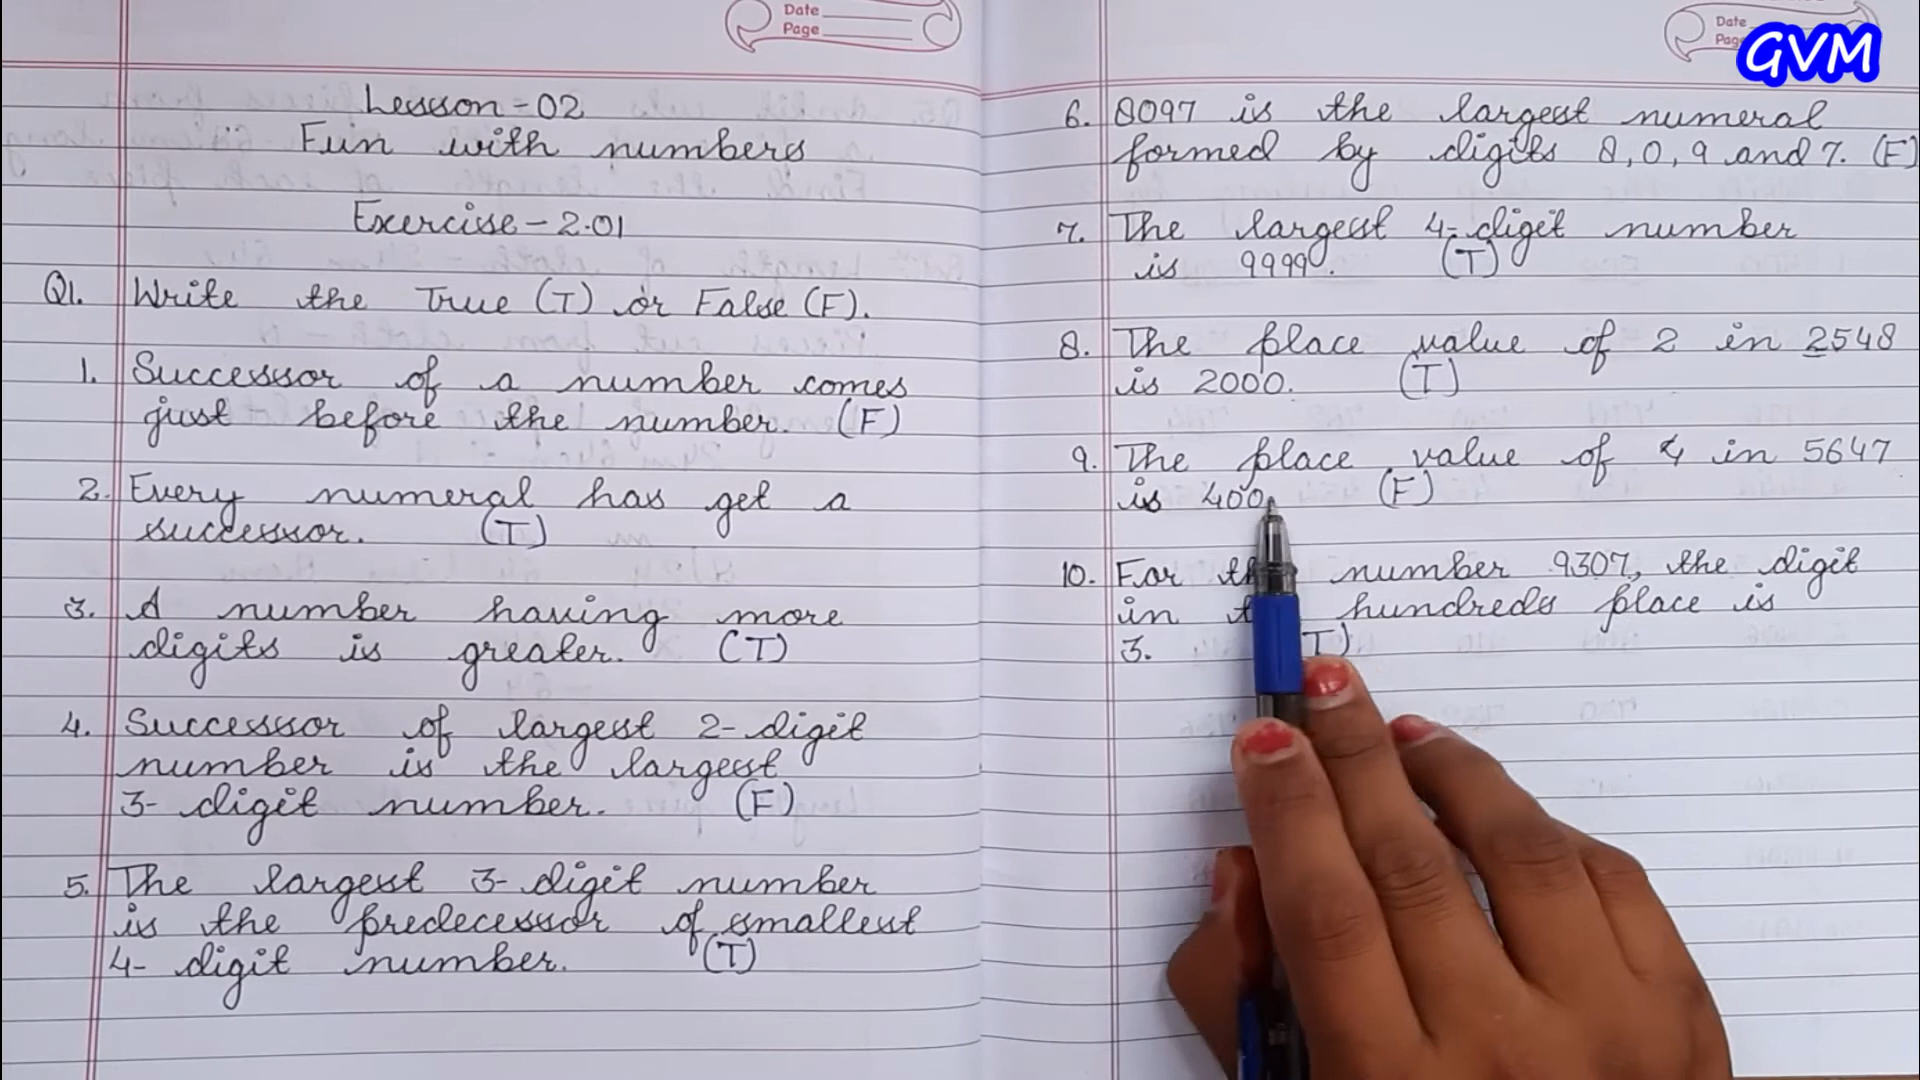 Date
Page
Lesson-02
Fun with numbers
Exercise-2.01
Q1. Write the True (T) or False (F).
1. Successor of a number comes
just before the number. (F)
2. Every numeral has get a
successor. (T)
3. A number having more
digits is greater. (T)
4. Successor of largest 2-digit
number is the largest
3-digit number. (F)
5. The largest 3-digit number
is the predecessor of smallest
4-digit number. (T)
Date
Page
GVM
6. 8097 is the largest numeral
formed by digits 8,0,9 and 7. (F)
7. The largest 4-digit number
is 9999. (T)
8. The place value of 2 in 2548
is 2000. (T)
9. The place value of 4 in 5647
is 400 (F)
10. For number 9307, the digit
in hundreds place is
3. (T)